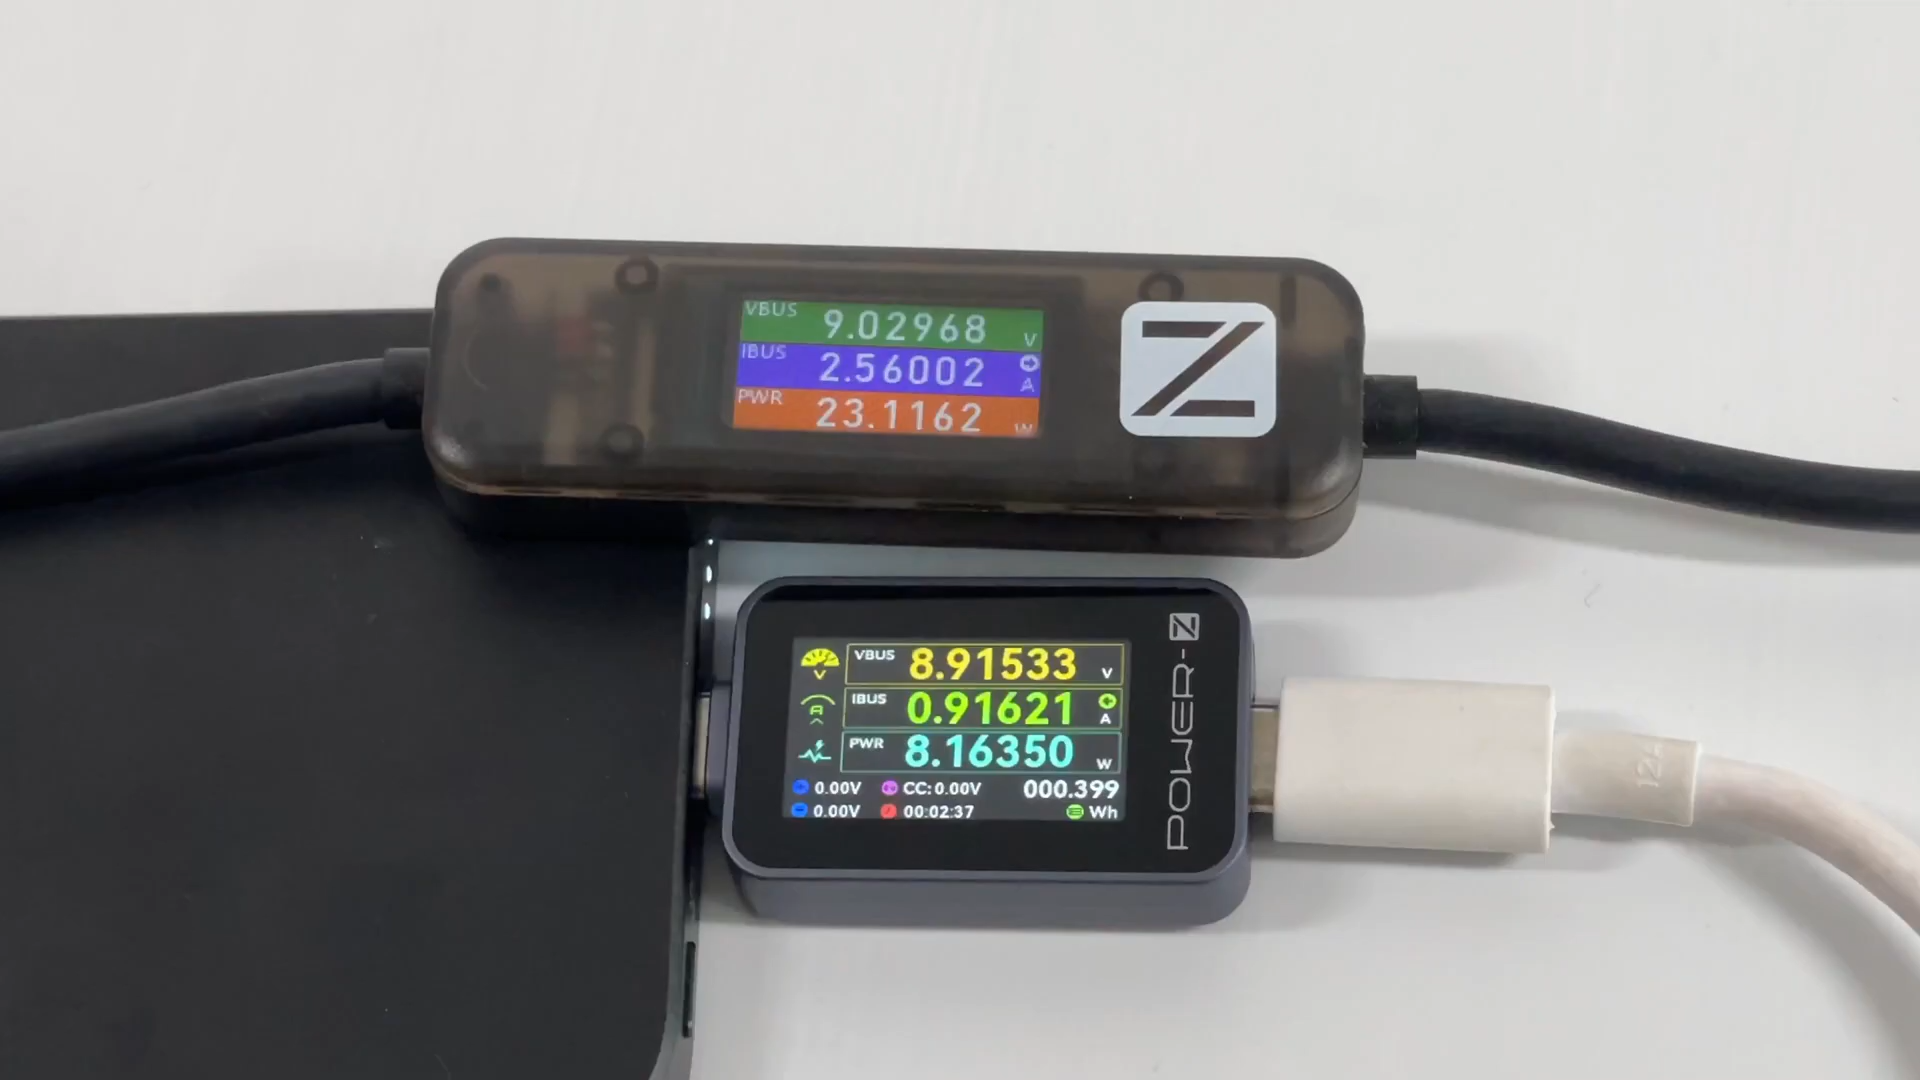 VBUS 9.02968 V
IBUS 2.56002 A
PWR 23.1162 W
Z
VBUS 8.91533 V
V
IBUS 0.91621 A
A
PWR 8.16350 W
0.00V CC:0.00V 000.399
0.00V 00:02:37 Wh
POWER-Z